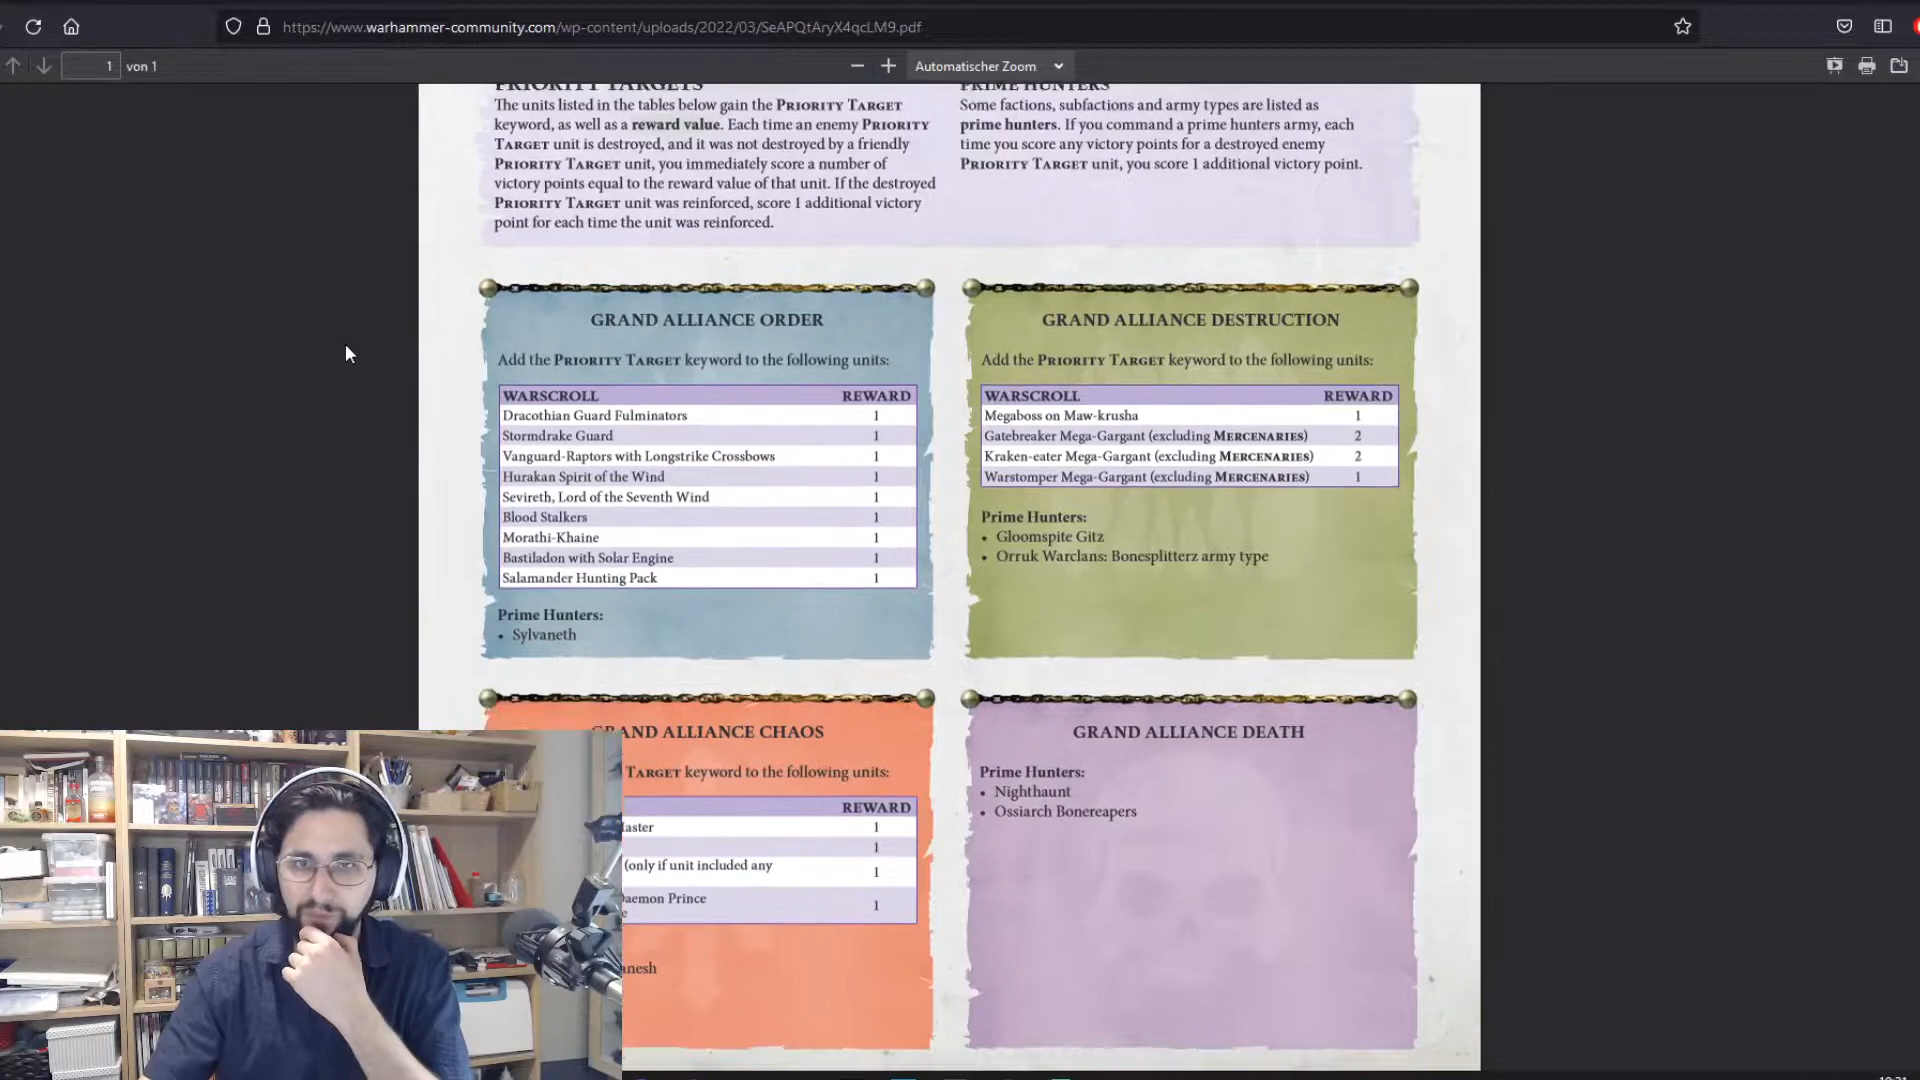 https://www.warhammer-community.com/wp-content/uploads/2022/03/SeAPQtAryX4qcLM9.pdf
1 von 1
Automatischer Zoom
PRIORITY TARGETS
The units listed in the tables below gain the PRIORITY TARGET
keyword, as well as a reward value. Each time an enemy PRIORITY
TARGET unit is destroyed, and it was not destroyed by a friendly
PRIORITY TARGET unit, you immediately score a number of
victory points equal to the reward value of that unit. If the destroyed
PRIORITY TARGET unit was reinforced, score 1 additional victory
point for each time the unit was reinforced.
PRIME HUNTERS
Some factions, subfactions and army types are listed as
prime hunters. If you command a prime hunters army, each
time you score any victory points for a destroyed enemy
PRIORITY TARGET unit, you score 1 additional victory point.
GRAND ALLIANCE ORDER
Add the PRIORITY TARGET keyword to the following units:
WARSCROLL REWARD
Dracothian Guard Fulminators 1
Stormdrake Guard 1
Vanguard-Raptors with Longstrike Crossbows 1
Hurakan Spirit of the Wind 1
Sevireth, Lord of the Seventh Wind 1
Blood Stalkers 1
Morathi-Khaine 1
Bastiladon with Solar Engine 1
Salamander Hunting Pack 1
Prime Hunters:
• Sylvaneth
GRAND ALLIANCE DESTRUCTION
Add the PRIORITY TARGET keyword to the following units:
WARSCROLL REWARD
Megaboss on Maw-krusha 1
Gatebreaker Mega-Gargant (excluding MERCENARIES) 2
Kraken-eater Mega-Gargant (excluding MERCENARIES) 2
Warstomper Mega-Gargant (excluding MERCENARIES) 1
Prime Hunters:
• Gloomspite Gitz
• Orruk Warclans: Bonesplitterz army type
GRAND ALLIANCE CHAOS
TARGET keyword to the following units:
REWARD
1
1
(only if unit included any 1
Prince 1
GRAND ALLIANCE DEATH
Prime Hunters:
• Nighthaunt
• Ossiarch Bonereapers